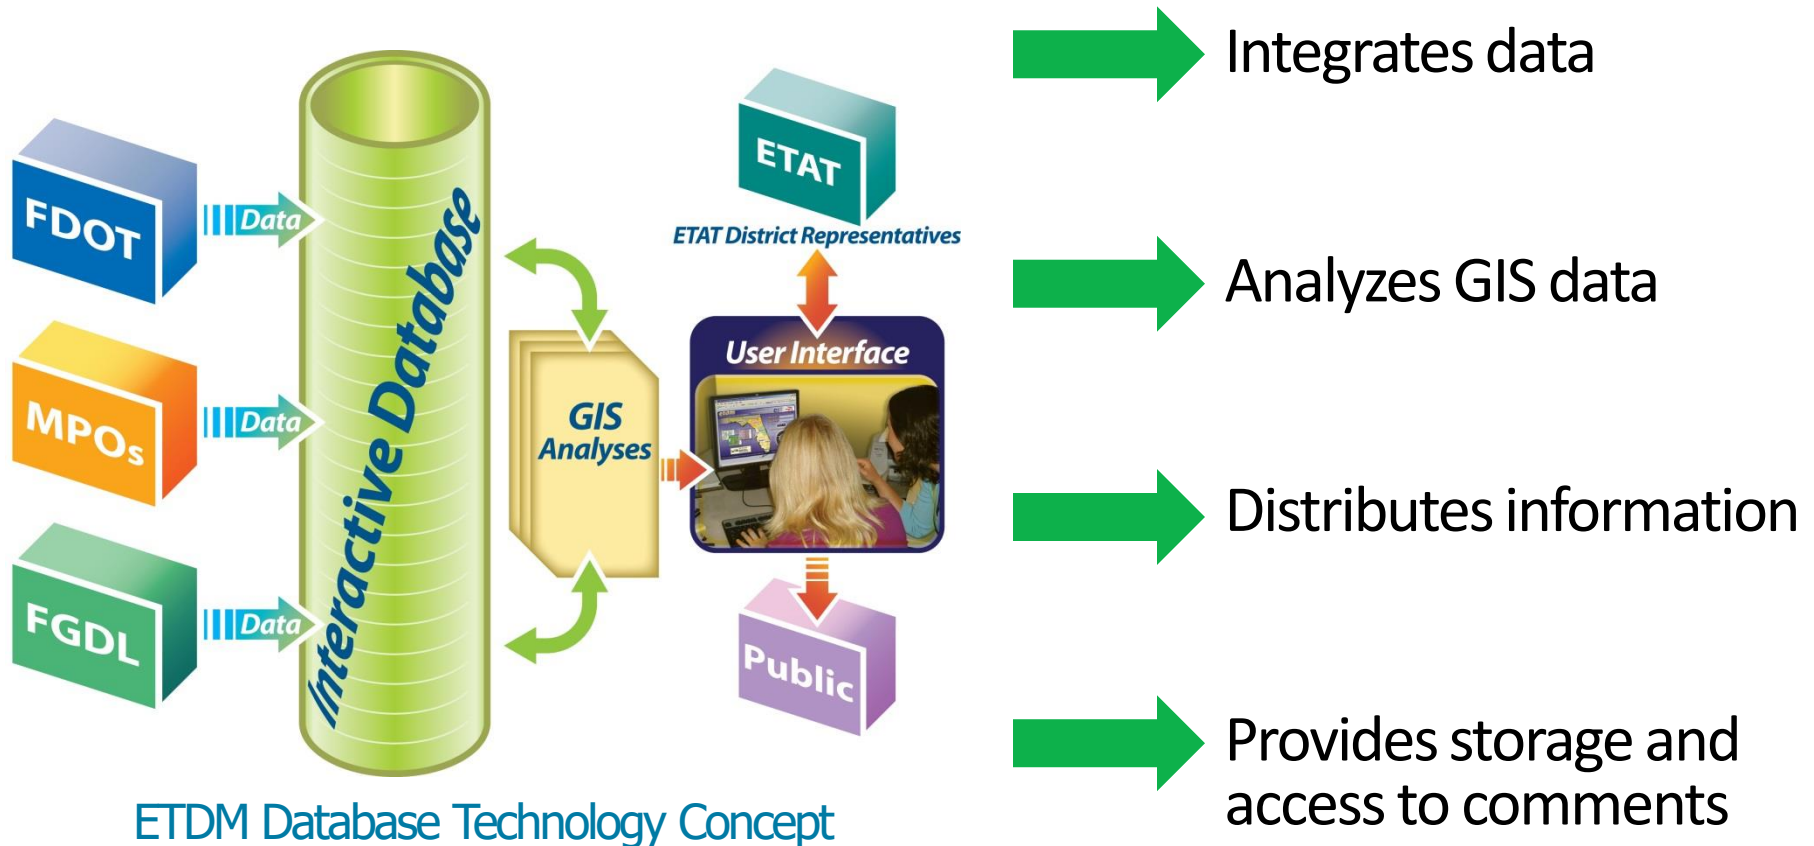 FDOT
Data
MPOs
Data
FGDL
Data
Interactive Database
GIS
Analyses
ETAT
ETAT District Representatives
User Interface
Public
ETDM Database Technology Concept
Integrates data
Analyzes GIS data
Distributes information
Provides storage and
access to comments